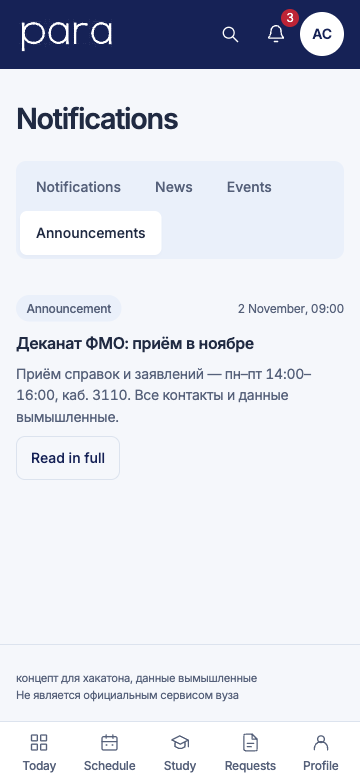 para
3
AC
Notifications
Notifications News Events
Announcements
Announcement 2 November, 09:00
Деканат ФМО: приём в ноябре
Приём справок и заявлений — пн–пт 14:00–
16:00, каб. 3110. Все контакты и данные
вымышленные.
Read in full
концепт для хакатона, данные вымышленные
Не является официальным сервисом вуза
Today Schedule Study Requests Profile